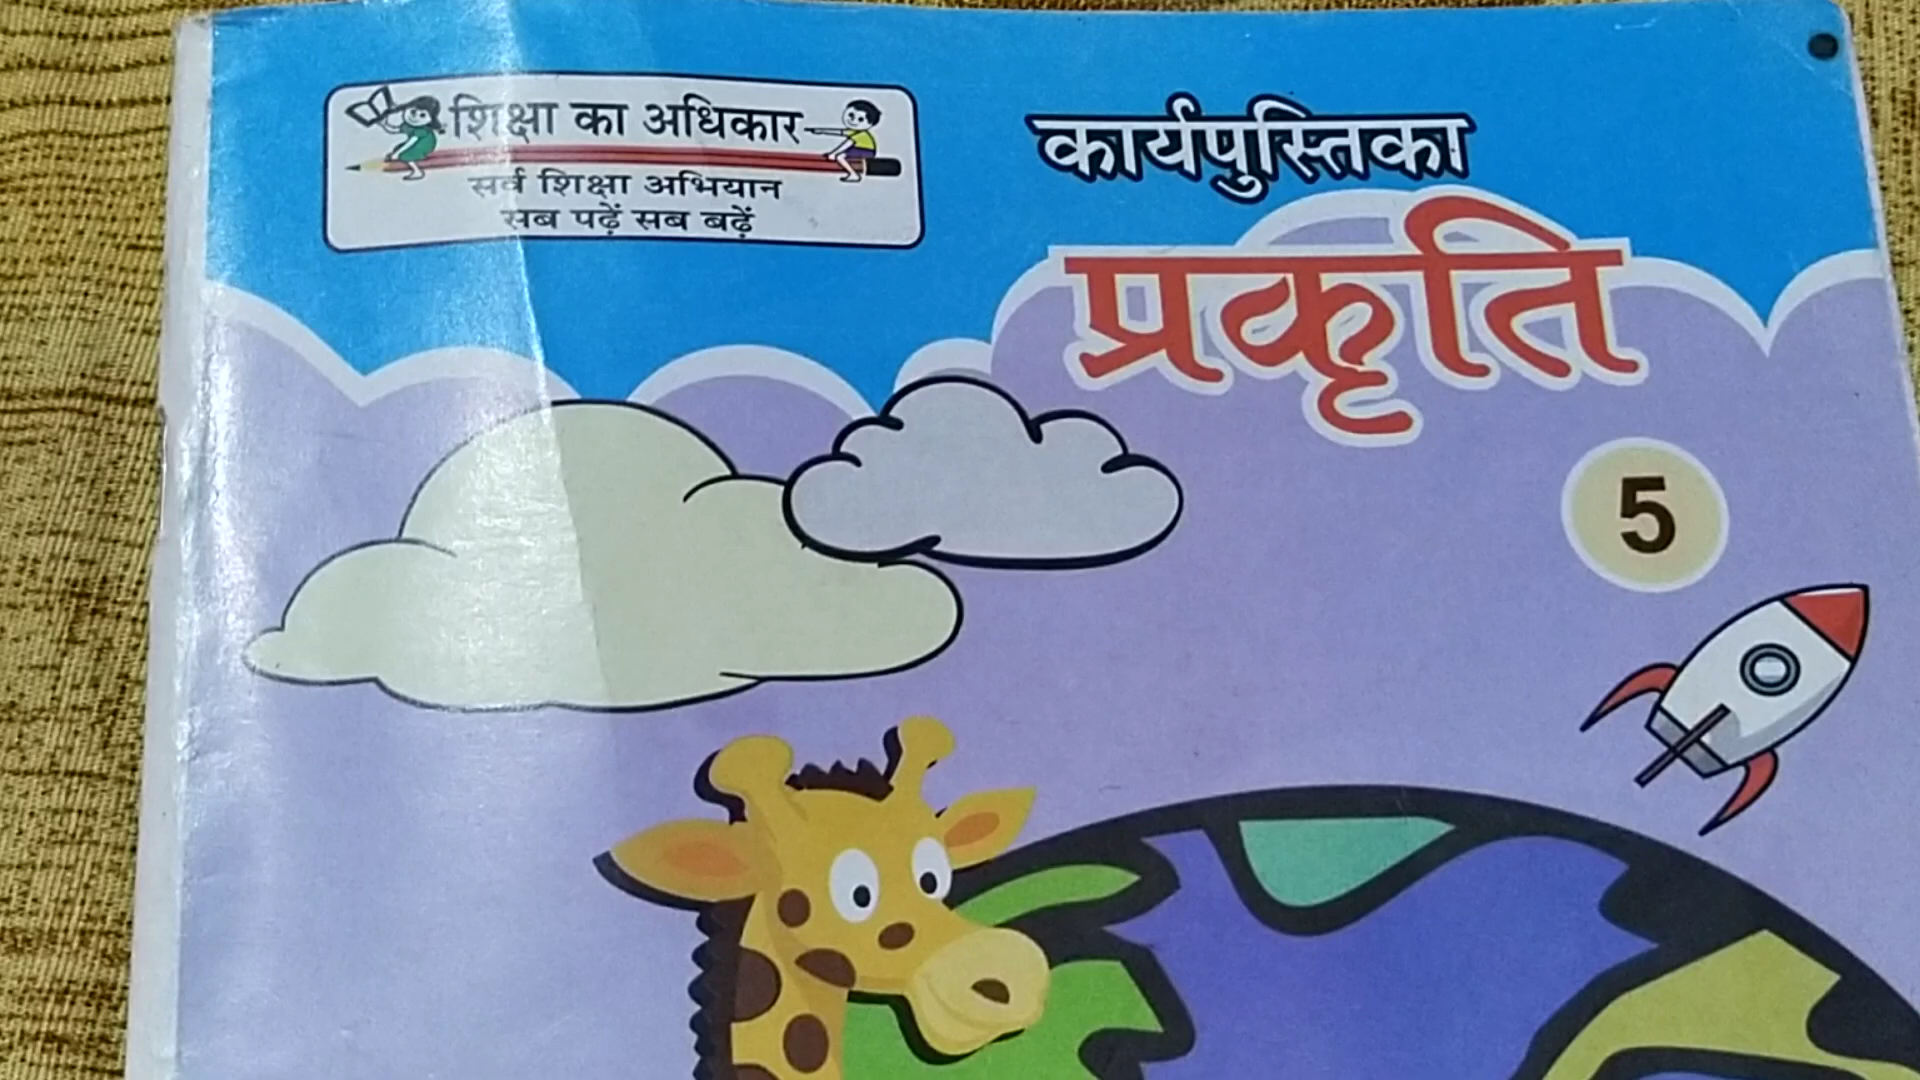 शिक्षा का अधिकार
सर्व शिक्षा अभियान
सब पढ़ें सब बढ़ें
कार्यपुस्तिका
प्रकृति
5